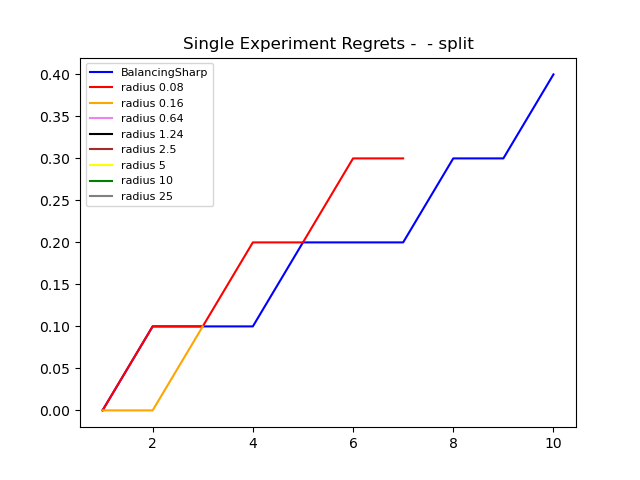 Single Experiment Regrets -  - split
0.40
0.35
0.30
0.25
0.20
0.15
0.10
0.05
0.00
BalancingSharp
radius 0.08
radius 0.16
radius 0.64
radius 1.24
radius 2.5
radius 5
radius 10
radius 25
2 4 6 8 10